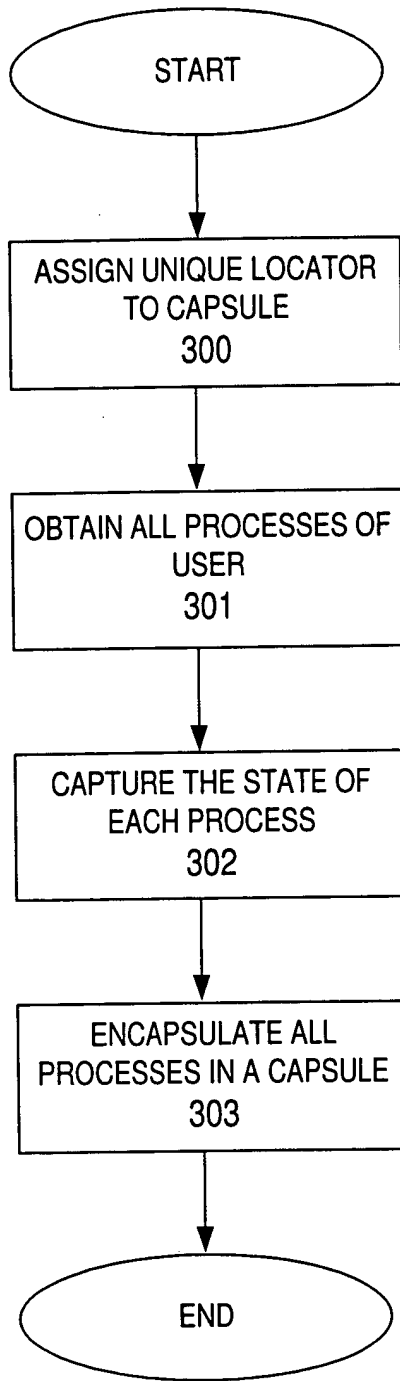 START
ASSIGN UNIQUE LOCATOR
TO CAPSULE
300
OBTAIN ALL PROCESSES OF
USER
301
CAPTURE THE STATE OF
EACH PROCESS
302
ENCAPSULATE ALL
PROCESSES IN A CAPSULE
303
END